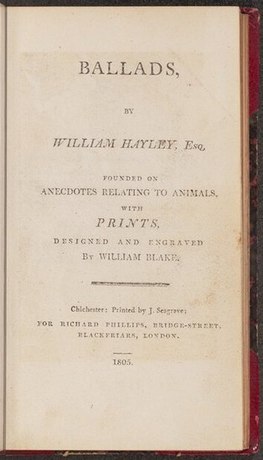 BALLADS,
BY
WILLIAM HAYLEY, Esq.
FOUNDED ON
ANECDOTES RELATING TO ANIMALS,
WITH
PRINTS,
DESIGNED AND ENGRAVED
By WILLIAM BLAKE.
Chichester: Printed by J. Seagrave;
FOR RICHARD PHILLIPS, BRIDGE-STREET,
BLACKFRIARS, LONDON.
1805.